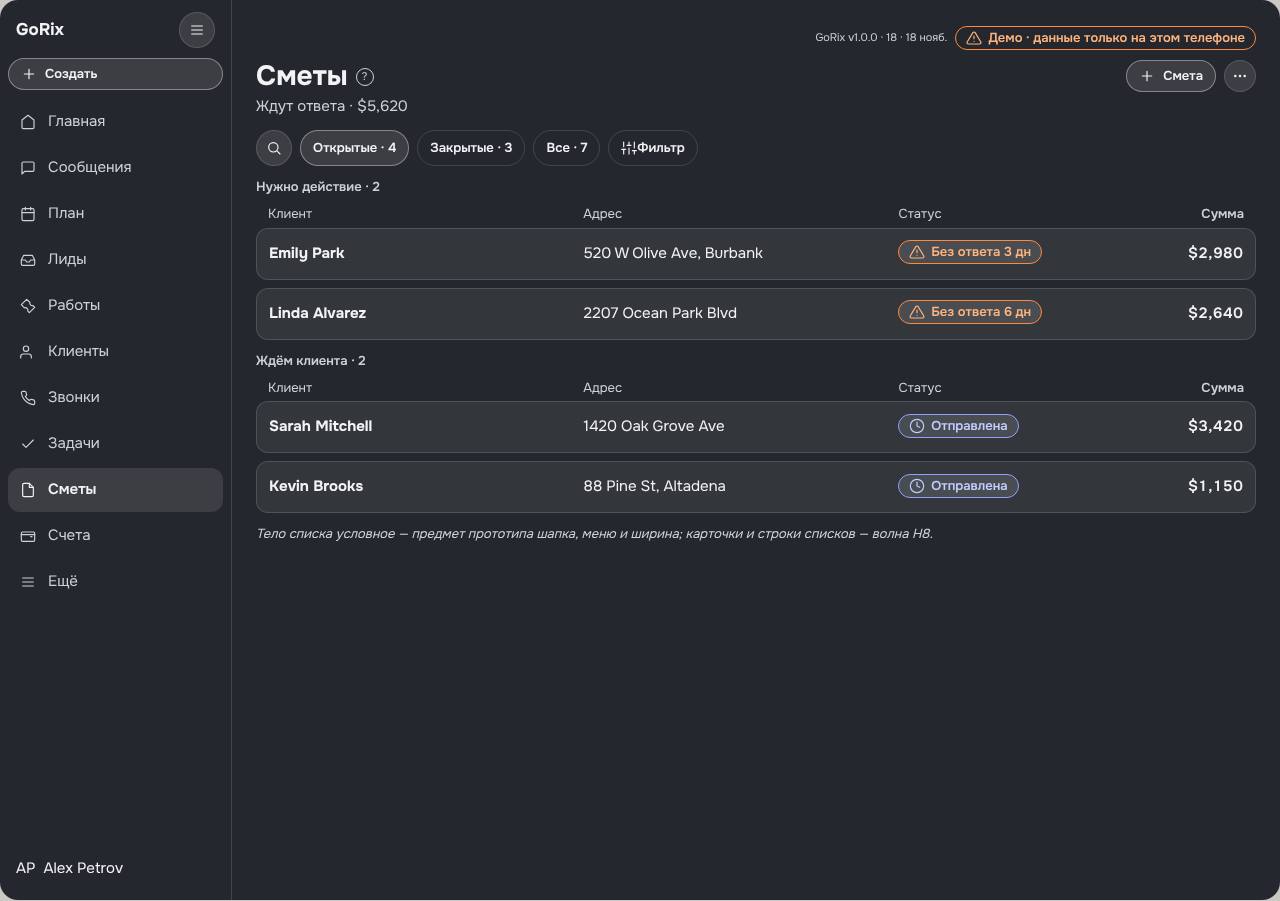 GoRix
Создать
Главная
Сообщения
План
Лиды
Работы
Клиенты
Звонки
Задачи
Сметы
Счета
Ещё
AP Alex Petrov
GoRix v1.0.0 · 18 · 18 нояб.
Демо · данные только на этом телефоне
Сметы ?
Смета
Ждут ответа · $5,620
Открытые · 4 Закрытые · 3 Все · 7 Фильтр
Нужно действие · 2
Клиент Адрес Статус Сумма
Emily Park 520 W Olive Ave, Burbank Без ответа 3 дн $2,980
Linda Alvarez 2207 Ocean Park Blvd Без ответа 6 дн $2,640
Ждём клиента · 2
Клиент Адрес Статус Сумма
Sarah Mitchell 1420 Oak Grove Ave Отправлена $3,420
Kevin Brooks 88 Pine St, Altadena Отправлена $1,150
Тело списка условное — предмет прототипа шапка, меню и ширина; карточки и строки списков — волна Н8.